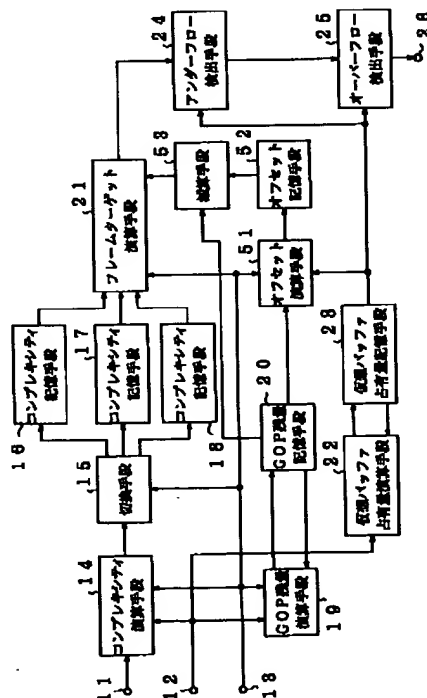 11
12
13
14
コンプレキシティ
演算手段
15
切換手段
16
コンプレキシティ
記憶手段
17
コンプレキシティ
記憶手段
18
コンプレキシティ
記憶手段
19
GOP残量
演算手段
20
GOP残量
記憶手段
21
フレームターゲット
演算手段
22
仮想バッファ
占有量演算手段
23
仮想バッファ
占有量記憶手段
24
アンダーフロー
検出手段
25
オーバーフロー
検出手段
26
51
オフセット
演算手段
52
オフセット
記憶手段
53
減算手段